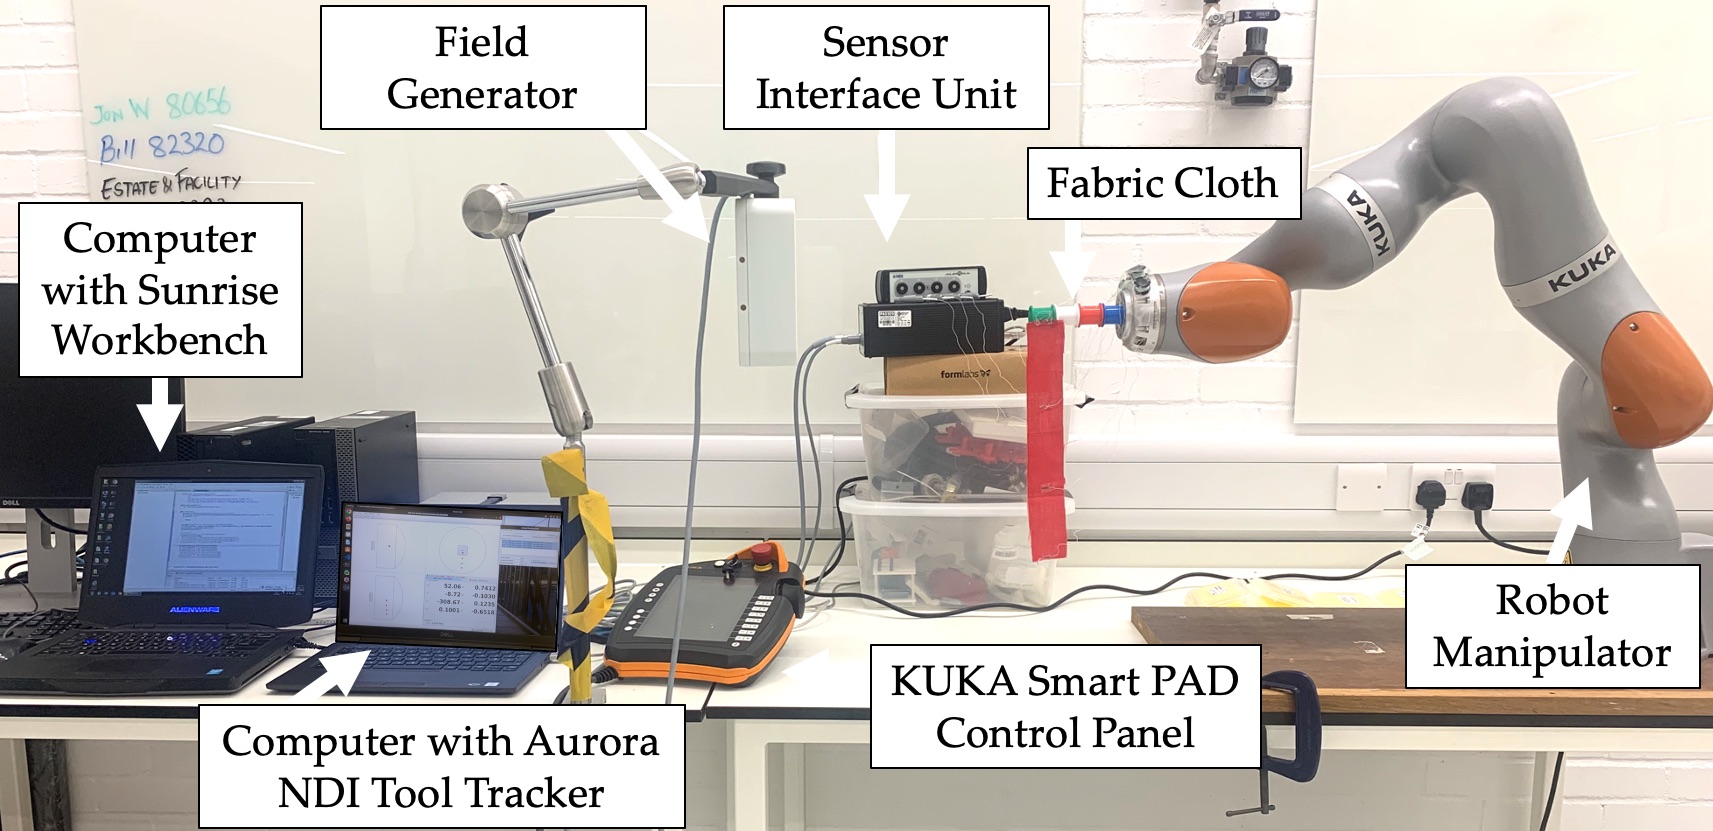 Field
Generator
Sensor
Interface Unit
Fabric Cloth
Jon W 80656
Bill 82320
ESTATE & FACILITY
Computer
with Sunrise
Workbench
KUKA
KUKA
formlabs
DELL
ALIENWARE
52.06 0.7412
-8.72 -0.1030
-308.67 0.1235
0.1001 -0.6518
DELL
Robot
Manipulator
KUKA Smart PAD
Control Panel
Computer with Aurora
NDI Tool Tracker